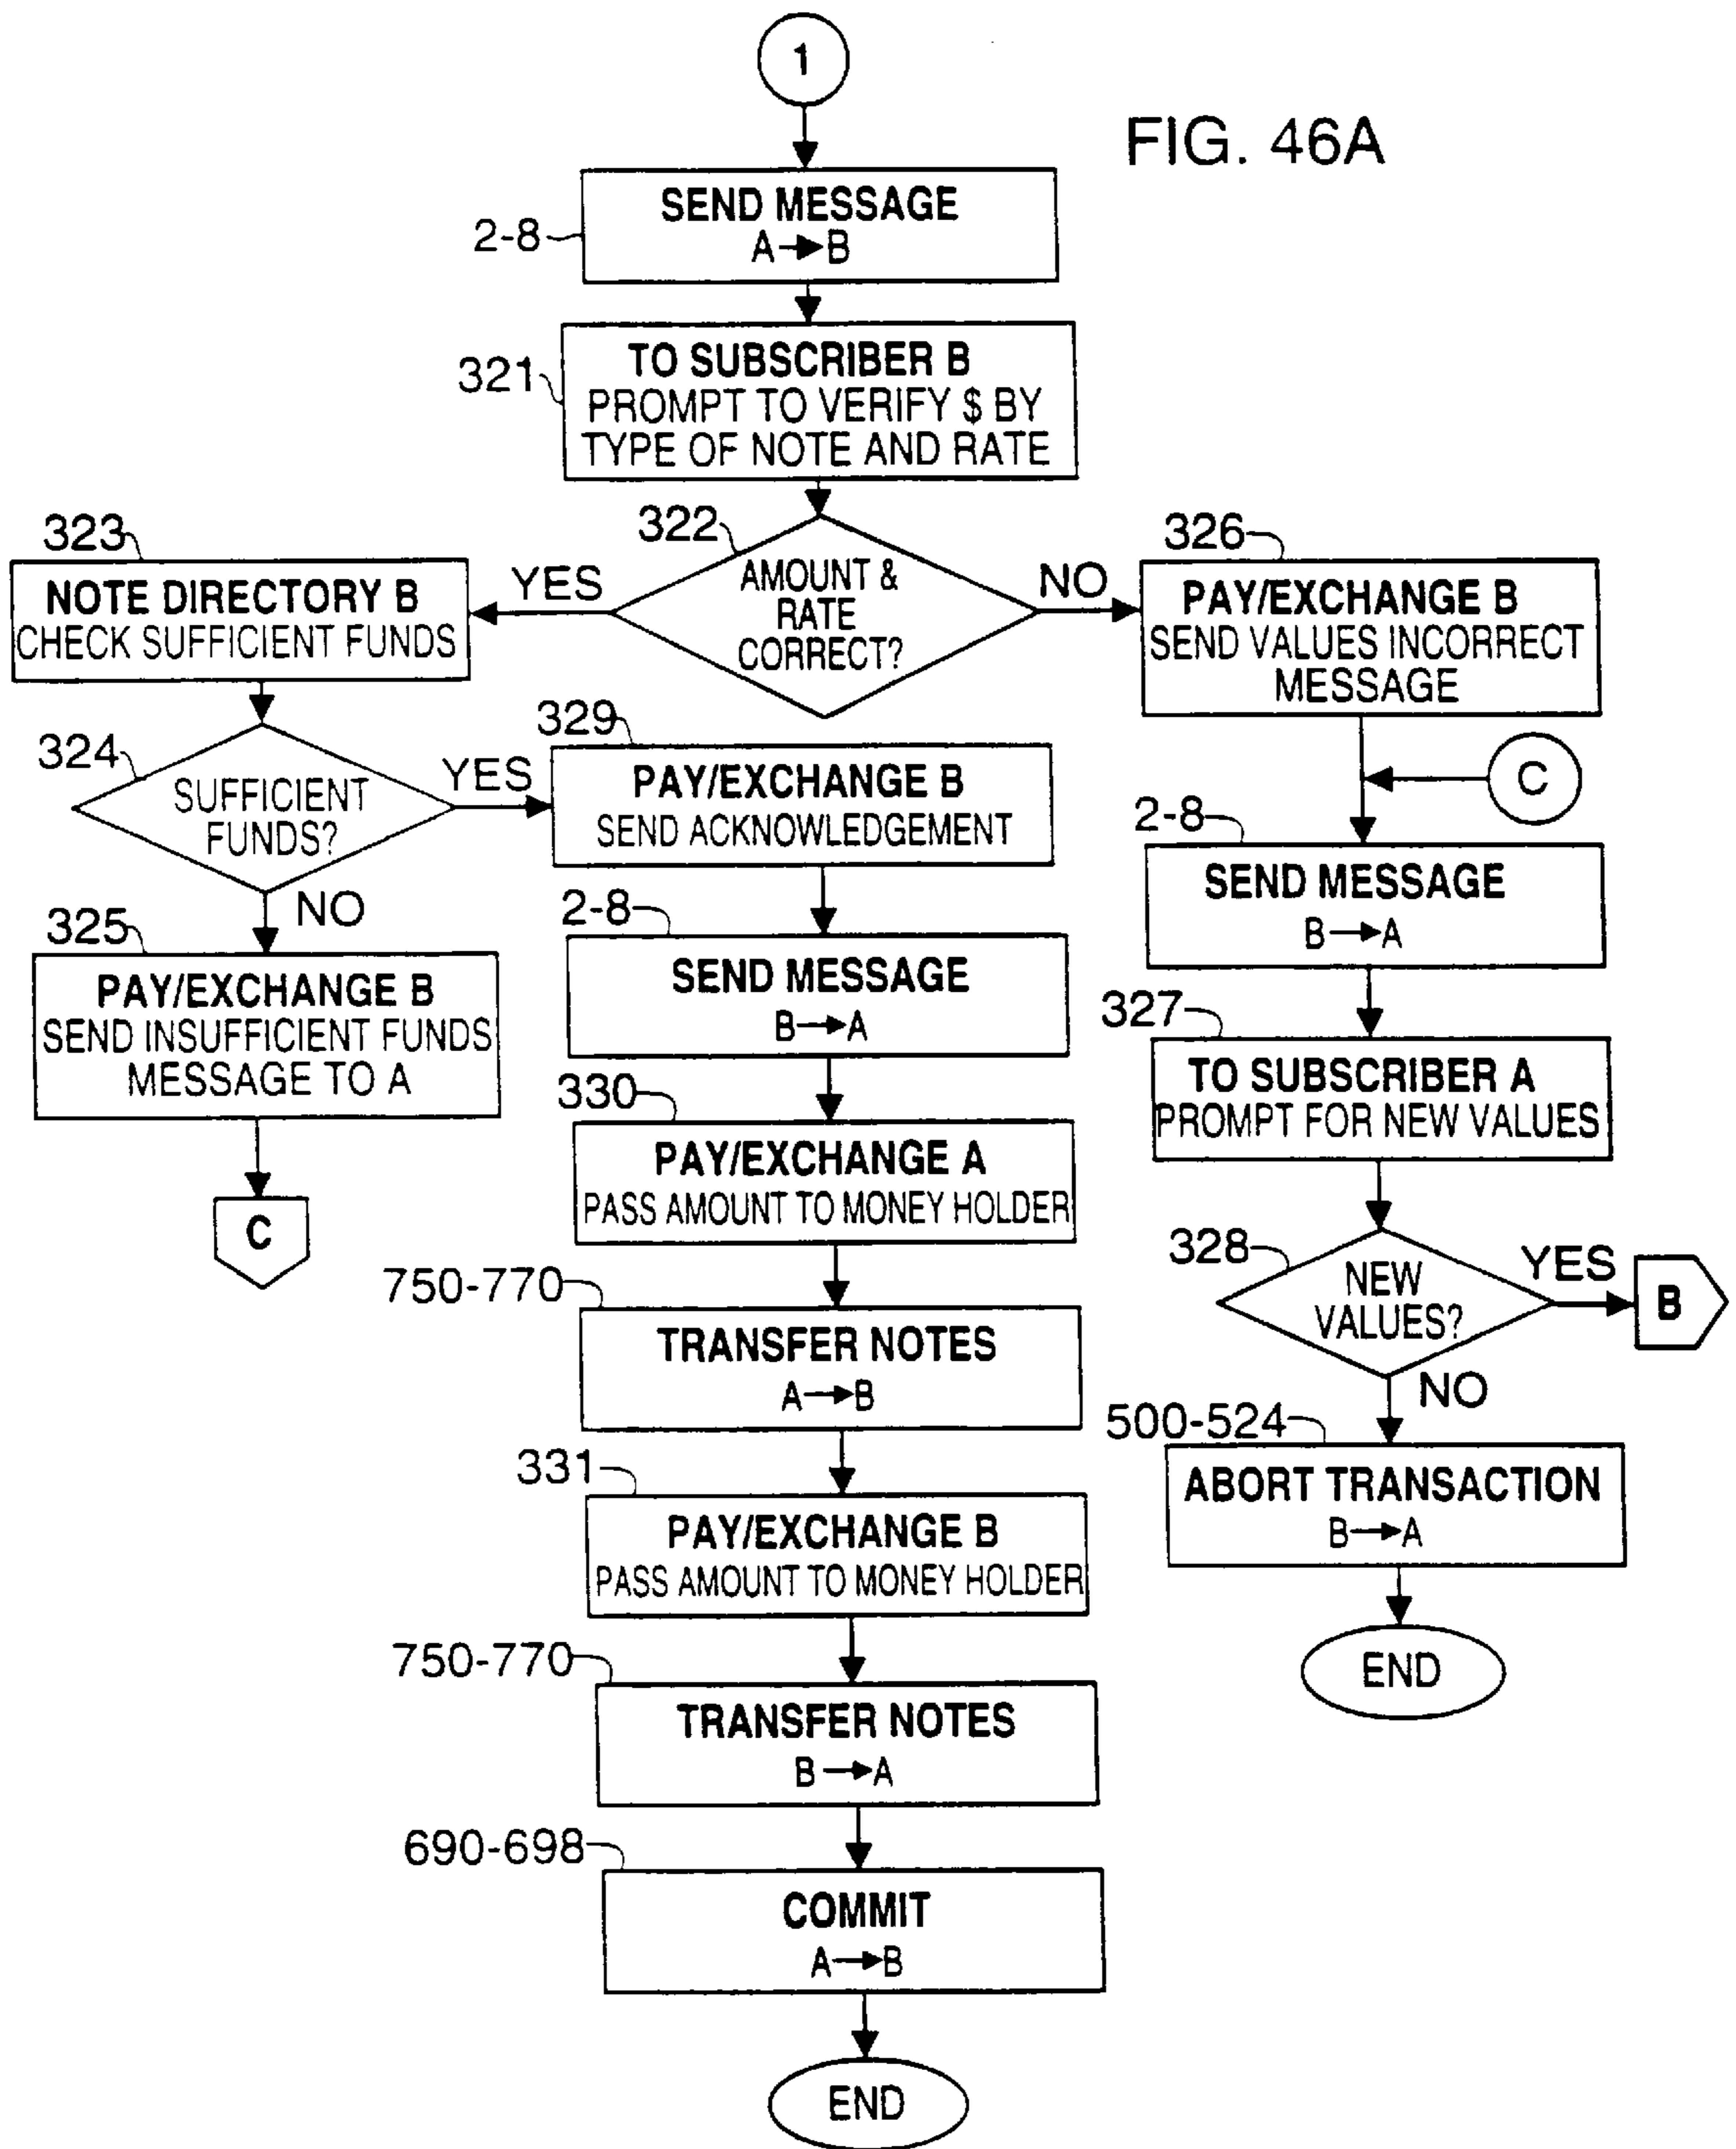 1
FIG. 46A
SEND MESSAGE
A→B
2-8
TO SUBSCRIBER B
PROMPT TO VERIFY $ BY
TYPE OF NOTE AND RATE
321
322
AMOUNT &
RATE
CORRECT?
YES
NO
323
NOTE DIRECTORY B
CHECK SUFFICIENT FUNDS
324
SUFFICIENT
FUNDS?
YES
NO
325
PAY/EXCHANGE B
SEND INSUFFICIENT FUNDS
MESSAGE TO A
C
329
PAY/EXCHANGE B
SEND ACKNOWLEDGEMENT
2-8
SEND MESSAGE
B→A
330
PAY/EXCHANGE A
PASS AMOUNT TO MONEY HOLDER
750-770
TRANSFER NOTES
A→B
331
PAY/EXCHANGE B
PASS AMOUNT TO MONEY HOLDER
750-770
TRANSFER NOTES
B→A
690-698
COMMIT
A→B
END
326
PAY/EXCHANGE B
SEND VALUES INCORRECT
MESSAGE
C
2-8
SEND MESSAGE
B→A
327
TO SUBSCRIBER A
PROMPT FOR NEW VALUES
328
NEW
VALUES?
YES
B
NO
500-524
ABORT TRANSACTION
B→A
END